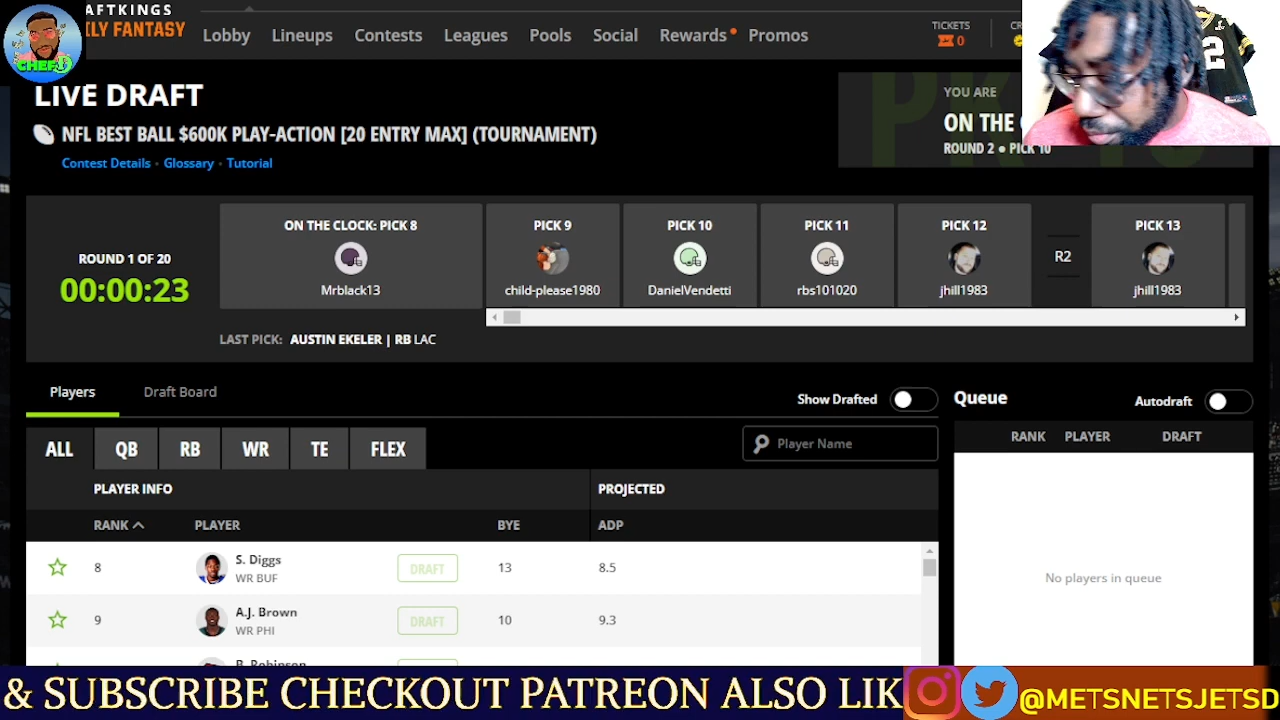 AFTKINGS
LY FANTASY
CHEF
Lobby Lineups Contests Leagues Pools Social Rewards Promos
TICKETS
0
LIVE DRAFT
NFL BEST BALL $600K PLAY-ACTION [20 ENTRY MAX] (TOURNAMENT)
Contest Details • Glossary • Tutorial
YOU ARE
ON THE
ROUND 2 • PICK 10
ROUND 1 OF 20
00:00:23
ON THE CLOCK: PICK 8
Mrblack13
PICK 9
child-please1980
PICK 10
DanielVendetti
PICK 11
rbs101020
PICK 12
jhill1983
R2
PICK 13
jhill1983
LAST PICK: AUSTIN EKELER | RB LAC
Players Draft Board
Show Drafted
ALL QB RB WR TE FLEX
Player Name
PLAYER INFO PROJECTED
RANK PLAYER BYE ADP
8 S. Diggs DRAFT 13 8.5
WR BUF
9 A.J. Brown DRAFT 10 9.3
WR PHI
B. Robinson
Queue
Autodraft
RANK PLAYER DRAFT
No players in queue
& SUBSCRIBE CHECKOUT PATREON ALSO LIK
@METSNETSJETSD